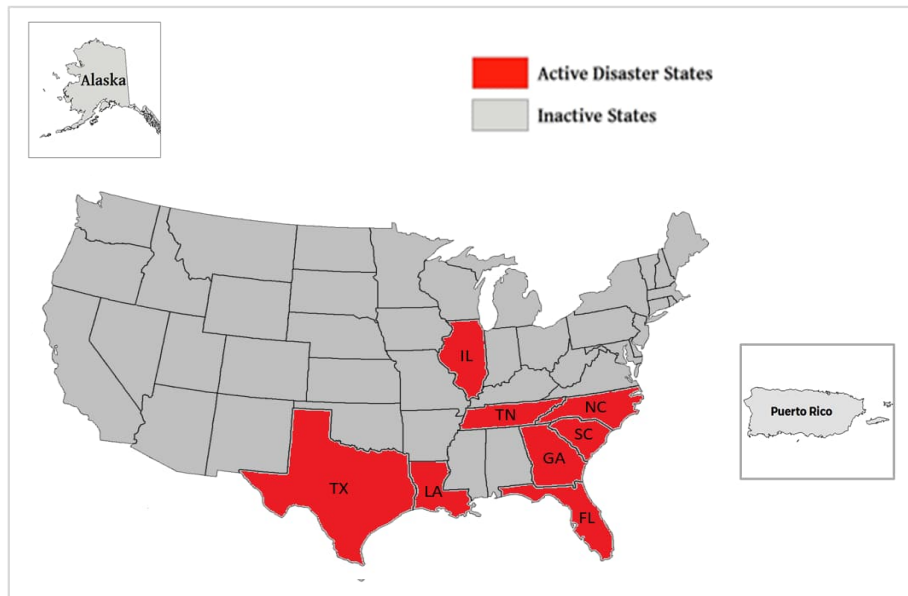 Alaska
Active Disaster States
Inactive States
IL
TN
NC
SC
GA
TX
LA
FL
Puerto Rico